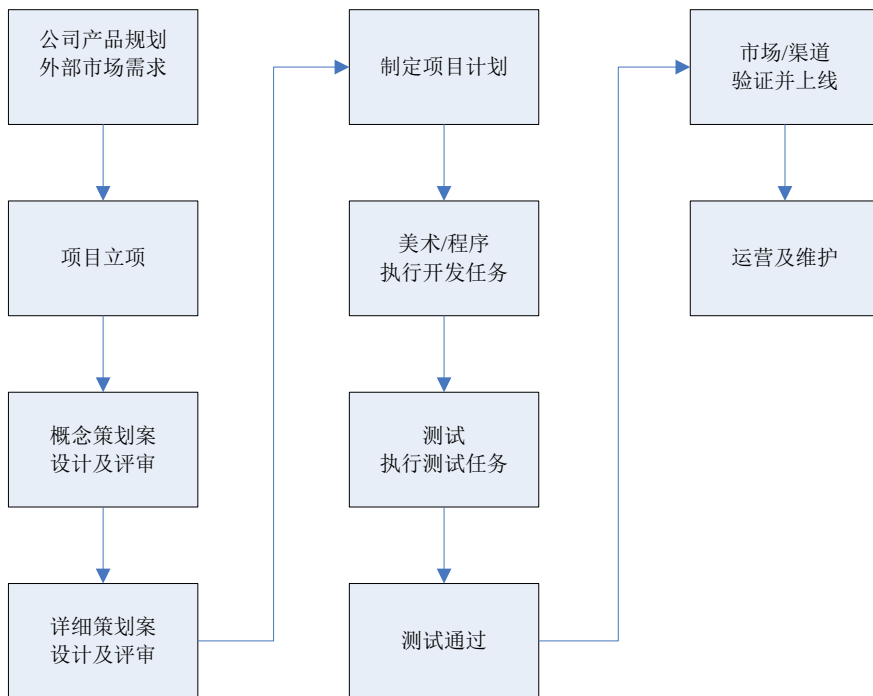 公司产品规划
外部市场需求
项目立项
概念策划案
设计及评审
详细策划案
设计及评审
制定项目计划
美术/程序
执行开发任务
测试
执行测试任务
测试通过
市场/渠道
验证并上线
运营及维护